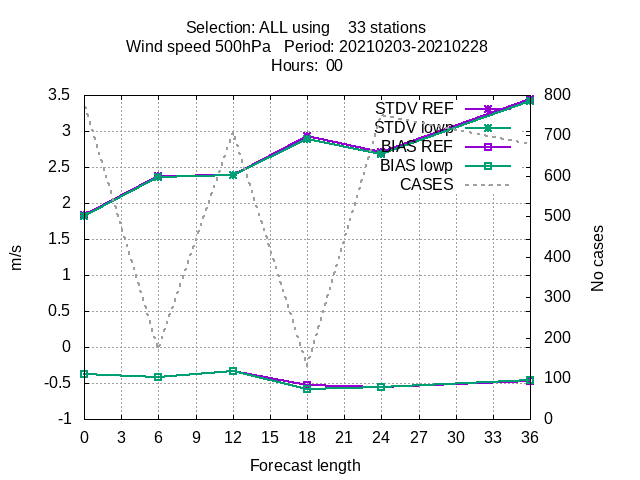 Selection: ALL using 33 stations
Wind speed 500hPa Period: 20210203-20210228
Hours: 00
3.5
3
2.5
2
1.5
1
0.5
0
-0.5
-1
m/s
STDV REF
STDV lowp
BIAS REF
BIAS lowp
CASES
800
700
600
500
400
300
200
100
0
No cases
0 3 6 9 12 15 18 21 24 27 30 33 36
Forecast length